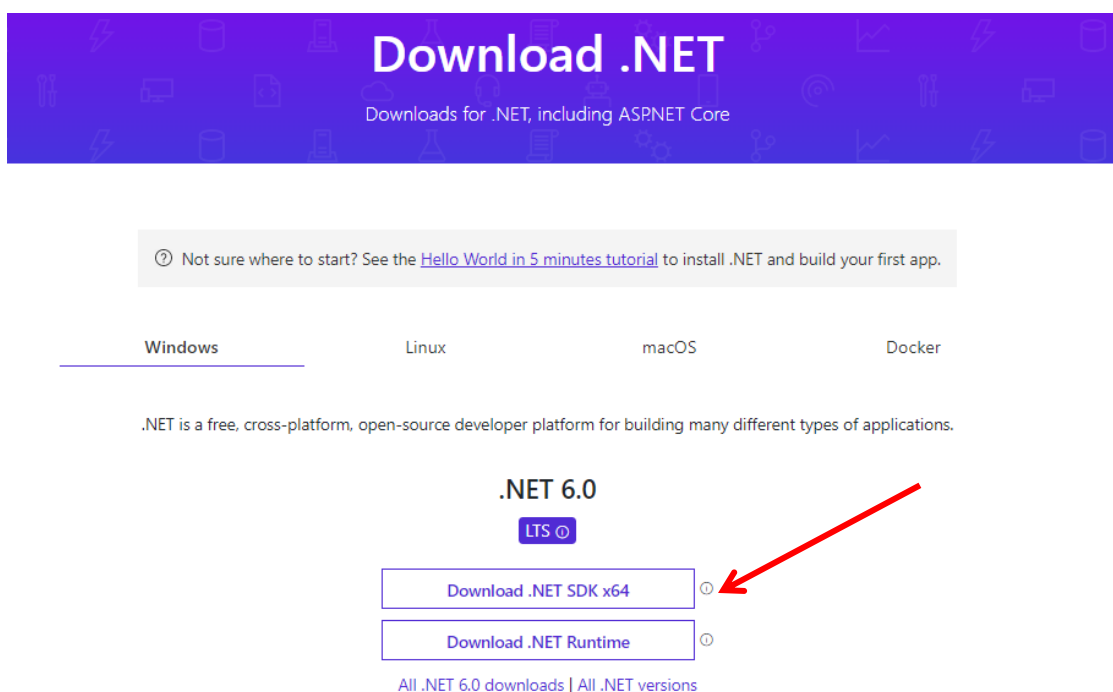 Download .NET
Downloads for .NET, including ASP.NET Core
Not sure where to start? See the Hello World in 5 minutes tutorial to install .NET and build your first app.
Windows Linux macOS Docker
.NET is a free, cross-platform, open-source developer platform for building many different types of applications.
.NET 6.0
LTS
Download .NET SDK x64
Download .NET Runtime
All .NET 6.0 downloads | All .NET versions